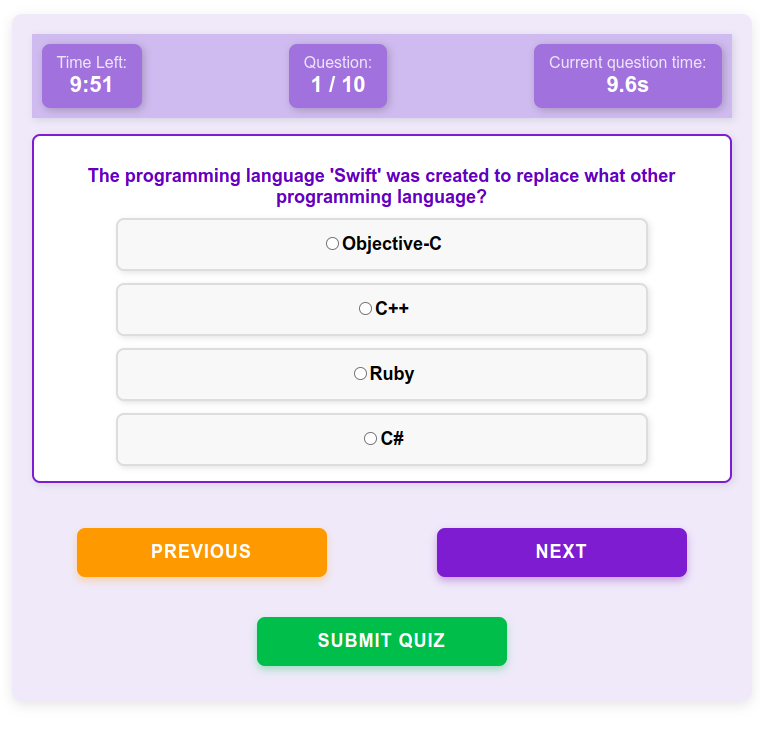 Time Left:
9:51
Question:
1 / 10
Current question time:
9.6s
The programming language 'Swift' was created to replace what other
programming language?
Objective-C
C++
Ruby
C#
PREVIOUS
NEXT
SUBMIT QUIZ